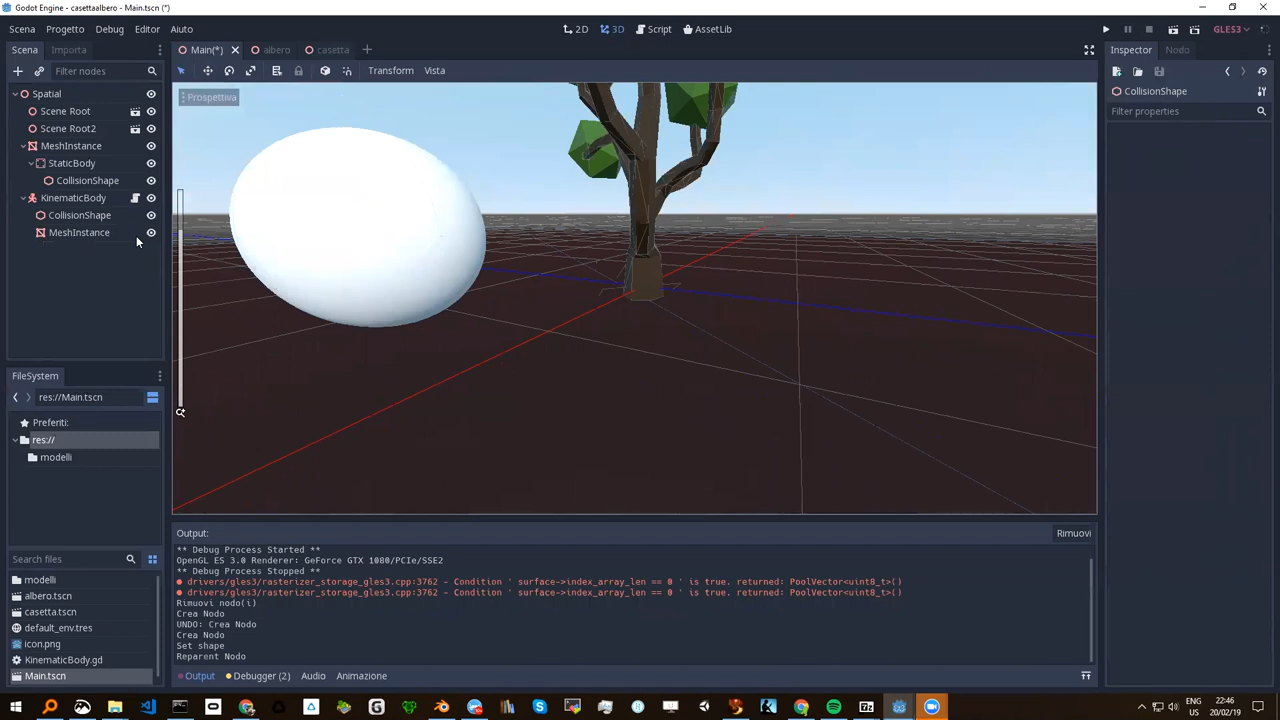 Godot Engine - casettaalbero - Main.tscn (*)
Scena Progetto Debug Editor Aiuto
2D 3D Script AssetLib
GLES3
Scena Importa
Main(*) albero casetta
Inspector Nodo
Filter nodes
Transform Vista
CollisionShape
Filter properties
Prospettiva
Spatial
Scene Root
Scene Root2
MeshInstance
StaticBody
CollisionShape
KinematicBody
CollisionShape
MeshInstance
FileSystem
res://Main.tscn
Preferiti:
res://
modelli
Search files
modelli
albero.tscn
casetta.tscn
default_env.tres
icon.png
KinematicBody.gd
Main.tscn
Output:
Rimuovi
** Debug Process Started **
OpenGL ES 3.0 Renderer: GeForce GTX 1080/PCIe/SSE2
** Debug Process Stopped **
drivers/gles3/rasterizer_storage_gles3.cpp:3762 - Condition ' surface->index_array_len == 0 ' is true. returned: PoolVector<uint8_t>()
drivers/gles3/rasterizer_storage_gles3.cpp:3762 - Condition ' surface->index_array_len == 0 ' is true. returned: PoolVector<uint8_t>()
Rimuovi nodo(i)
Crea Nodo
UNDO: Crea Nodo
Crea Nodo
Set shape
Reparent Nodo
Output Debugger (2) Audio Animazione
ENG
US
22:46
20/02/19